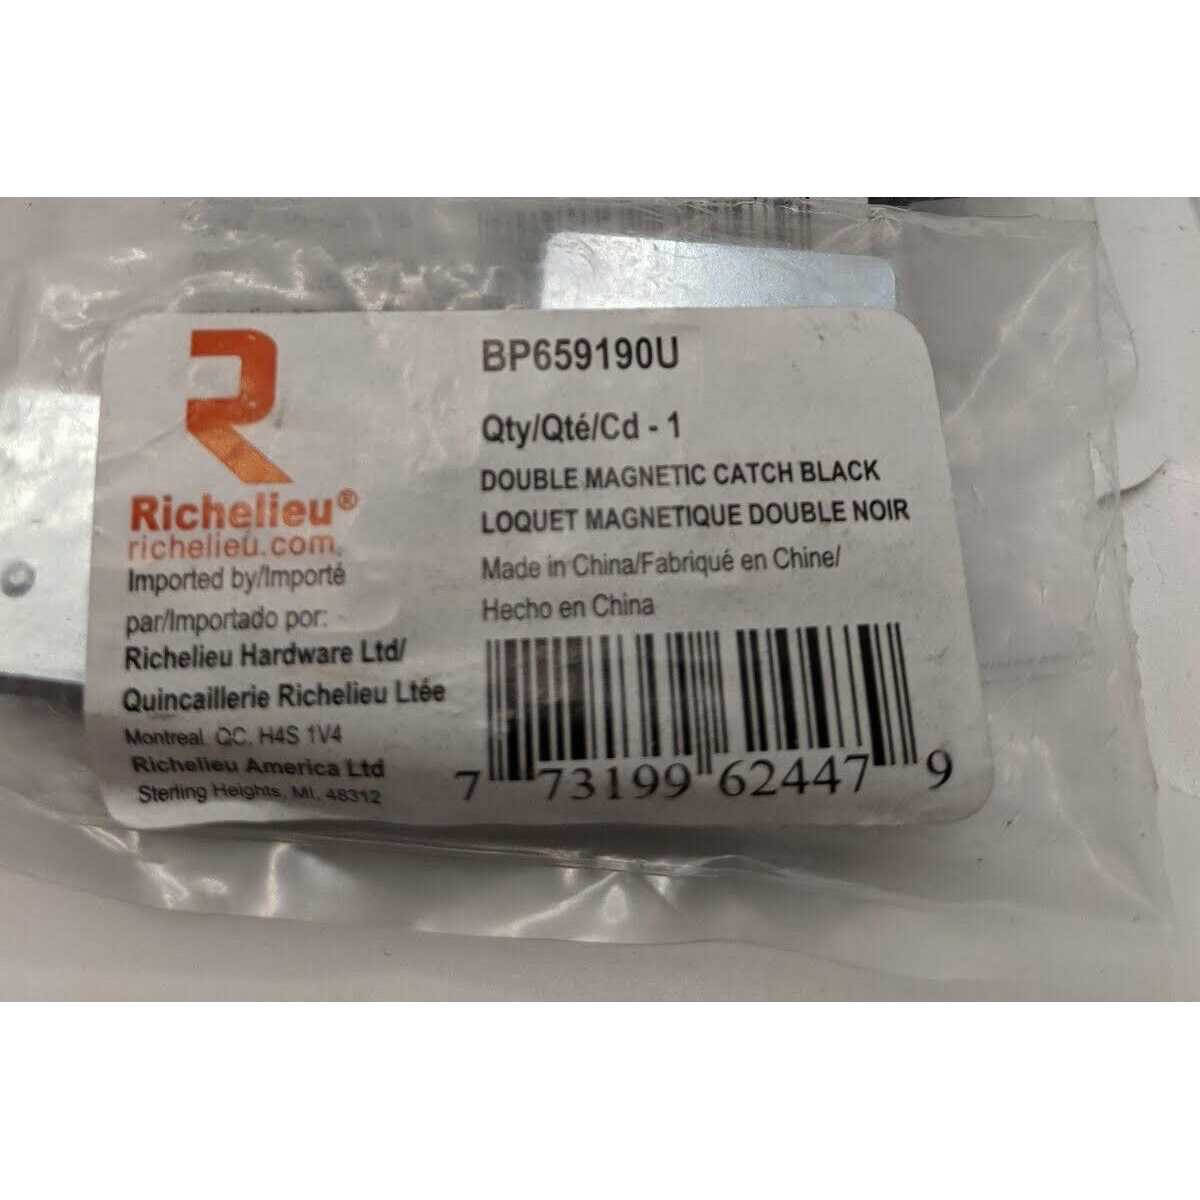 Richelieu®
richelieu.com
Imported by/Importé
par/Importado por:
Richelieu Hardware Ltd/
Quincaillerie Richelieu Ltée
Montreal, QC, H4S 1V4
Richelieu America Ltd
Sterling Heights, MI, 48312
BP659190U
Qty/Qté/Cd - 1
DOUBLE MAGNETIC CATCH BLACK
LOQUET MAGNETIQUE DOUBLE NOIR
Made in China/Fabriqué en Chine/
Hecho en China
7 73199 62447 9